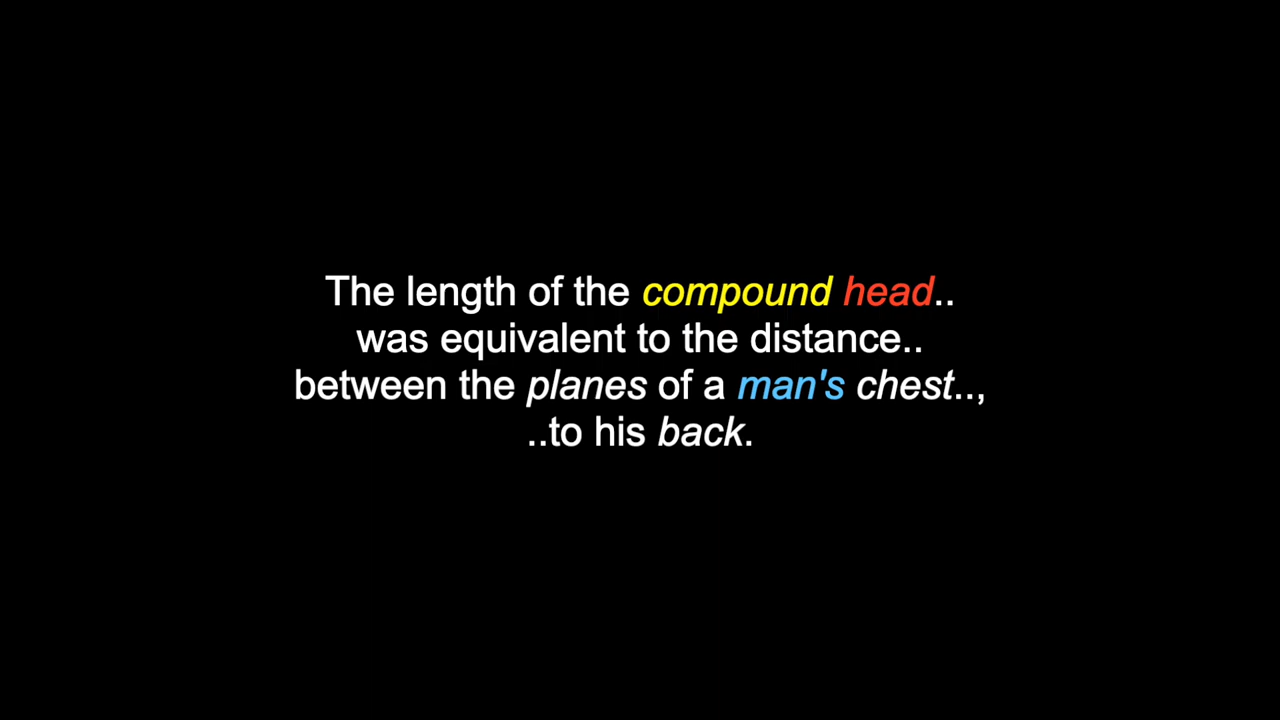 The length of the compound head..
was equivalent to the distance..
between the planes of a man's chest..,
..to his back.